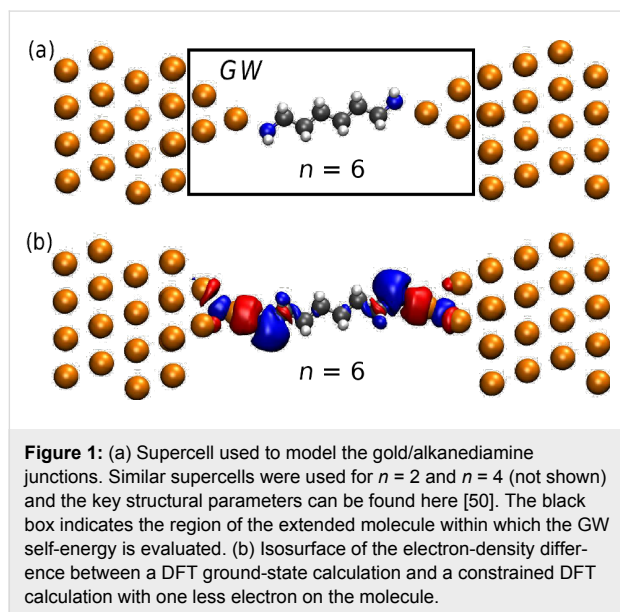 (a)
GW
n = 6
(b)
n = 6
Figure 1: (a) Supercell used to model the gold/alkanediamine
junctions. Similar supercells were used for n = 2 and n = 4 (not shown)
and the key structural parameters can be found here [50]. The black
box indicates the region of the extended molecule within which the GW
self-energy is evaluated. (b) Isosurface of the electron-density differ-
ence between a DFT ground-state calculation and a constrained DFT
calculation with one less electron on the molecule.